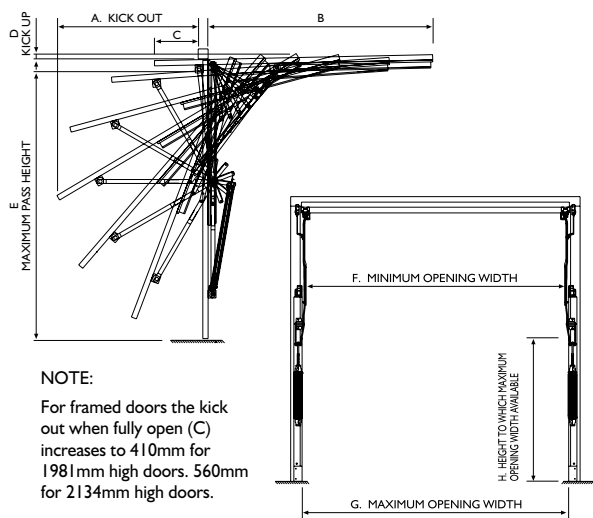 A. KICK OUT
B
D
KICK UP
C
E
MAXIMUM PASS HEIGHT
F. MINIMUM OPENING WIDTH
H. HEIGHT TO WHICH MAXIMUM
OPENING WIDTH AVAILABLE
G. MAXIMUM OPENING WIDTH
NOTE:
For framed doors the kick
out when fully open (C)
increases to 410mm for
1981mm high doors. 560mm
for 2134mm high doors.